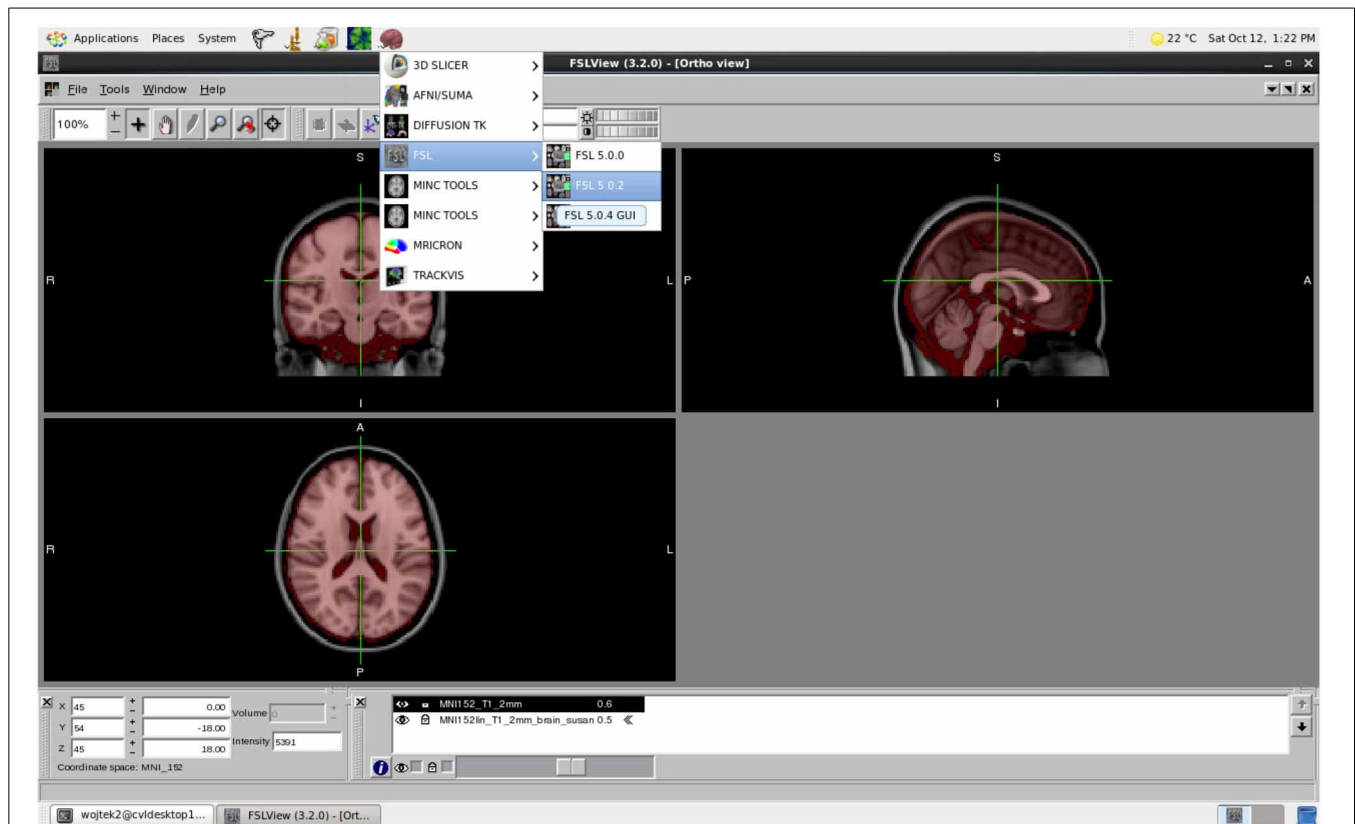 Applications Places System
22 °C Sat Oct 12, 1:22 PM
FSLView (3.2.0) - [Ortho view]
File Tools Window Help
100%
3D SLICER
AFNI/SUMA
DIFFUSION TK
FSL
MINC TOOLS
MINC TOOLS
MRICRON
TRACKVIS
FSL 5.0.0
FSL 5.0.2
FSL 5.0.4 GUI
S
R
L
I
S
P
A
I
A
R
L
P
X 45 0.00
Y 54 -18.00
Z 45 18.00
Volume 0
Intensity 5391
Coordinate space: MNI_152
MNI152_T1_2mm 0.6
MNI152lin_T1_2mm_brain_susan 0.5
wojtek2@cvldesktop1...
FSLView (3.2.0) - [Ort...